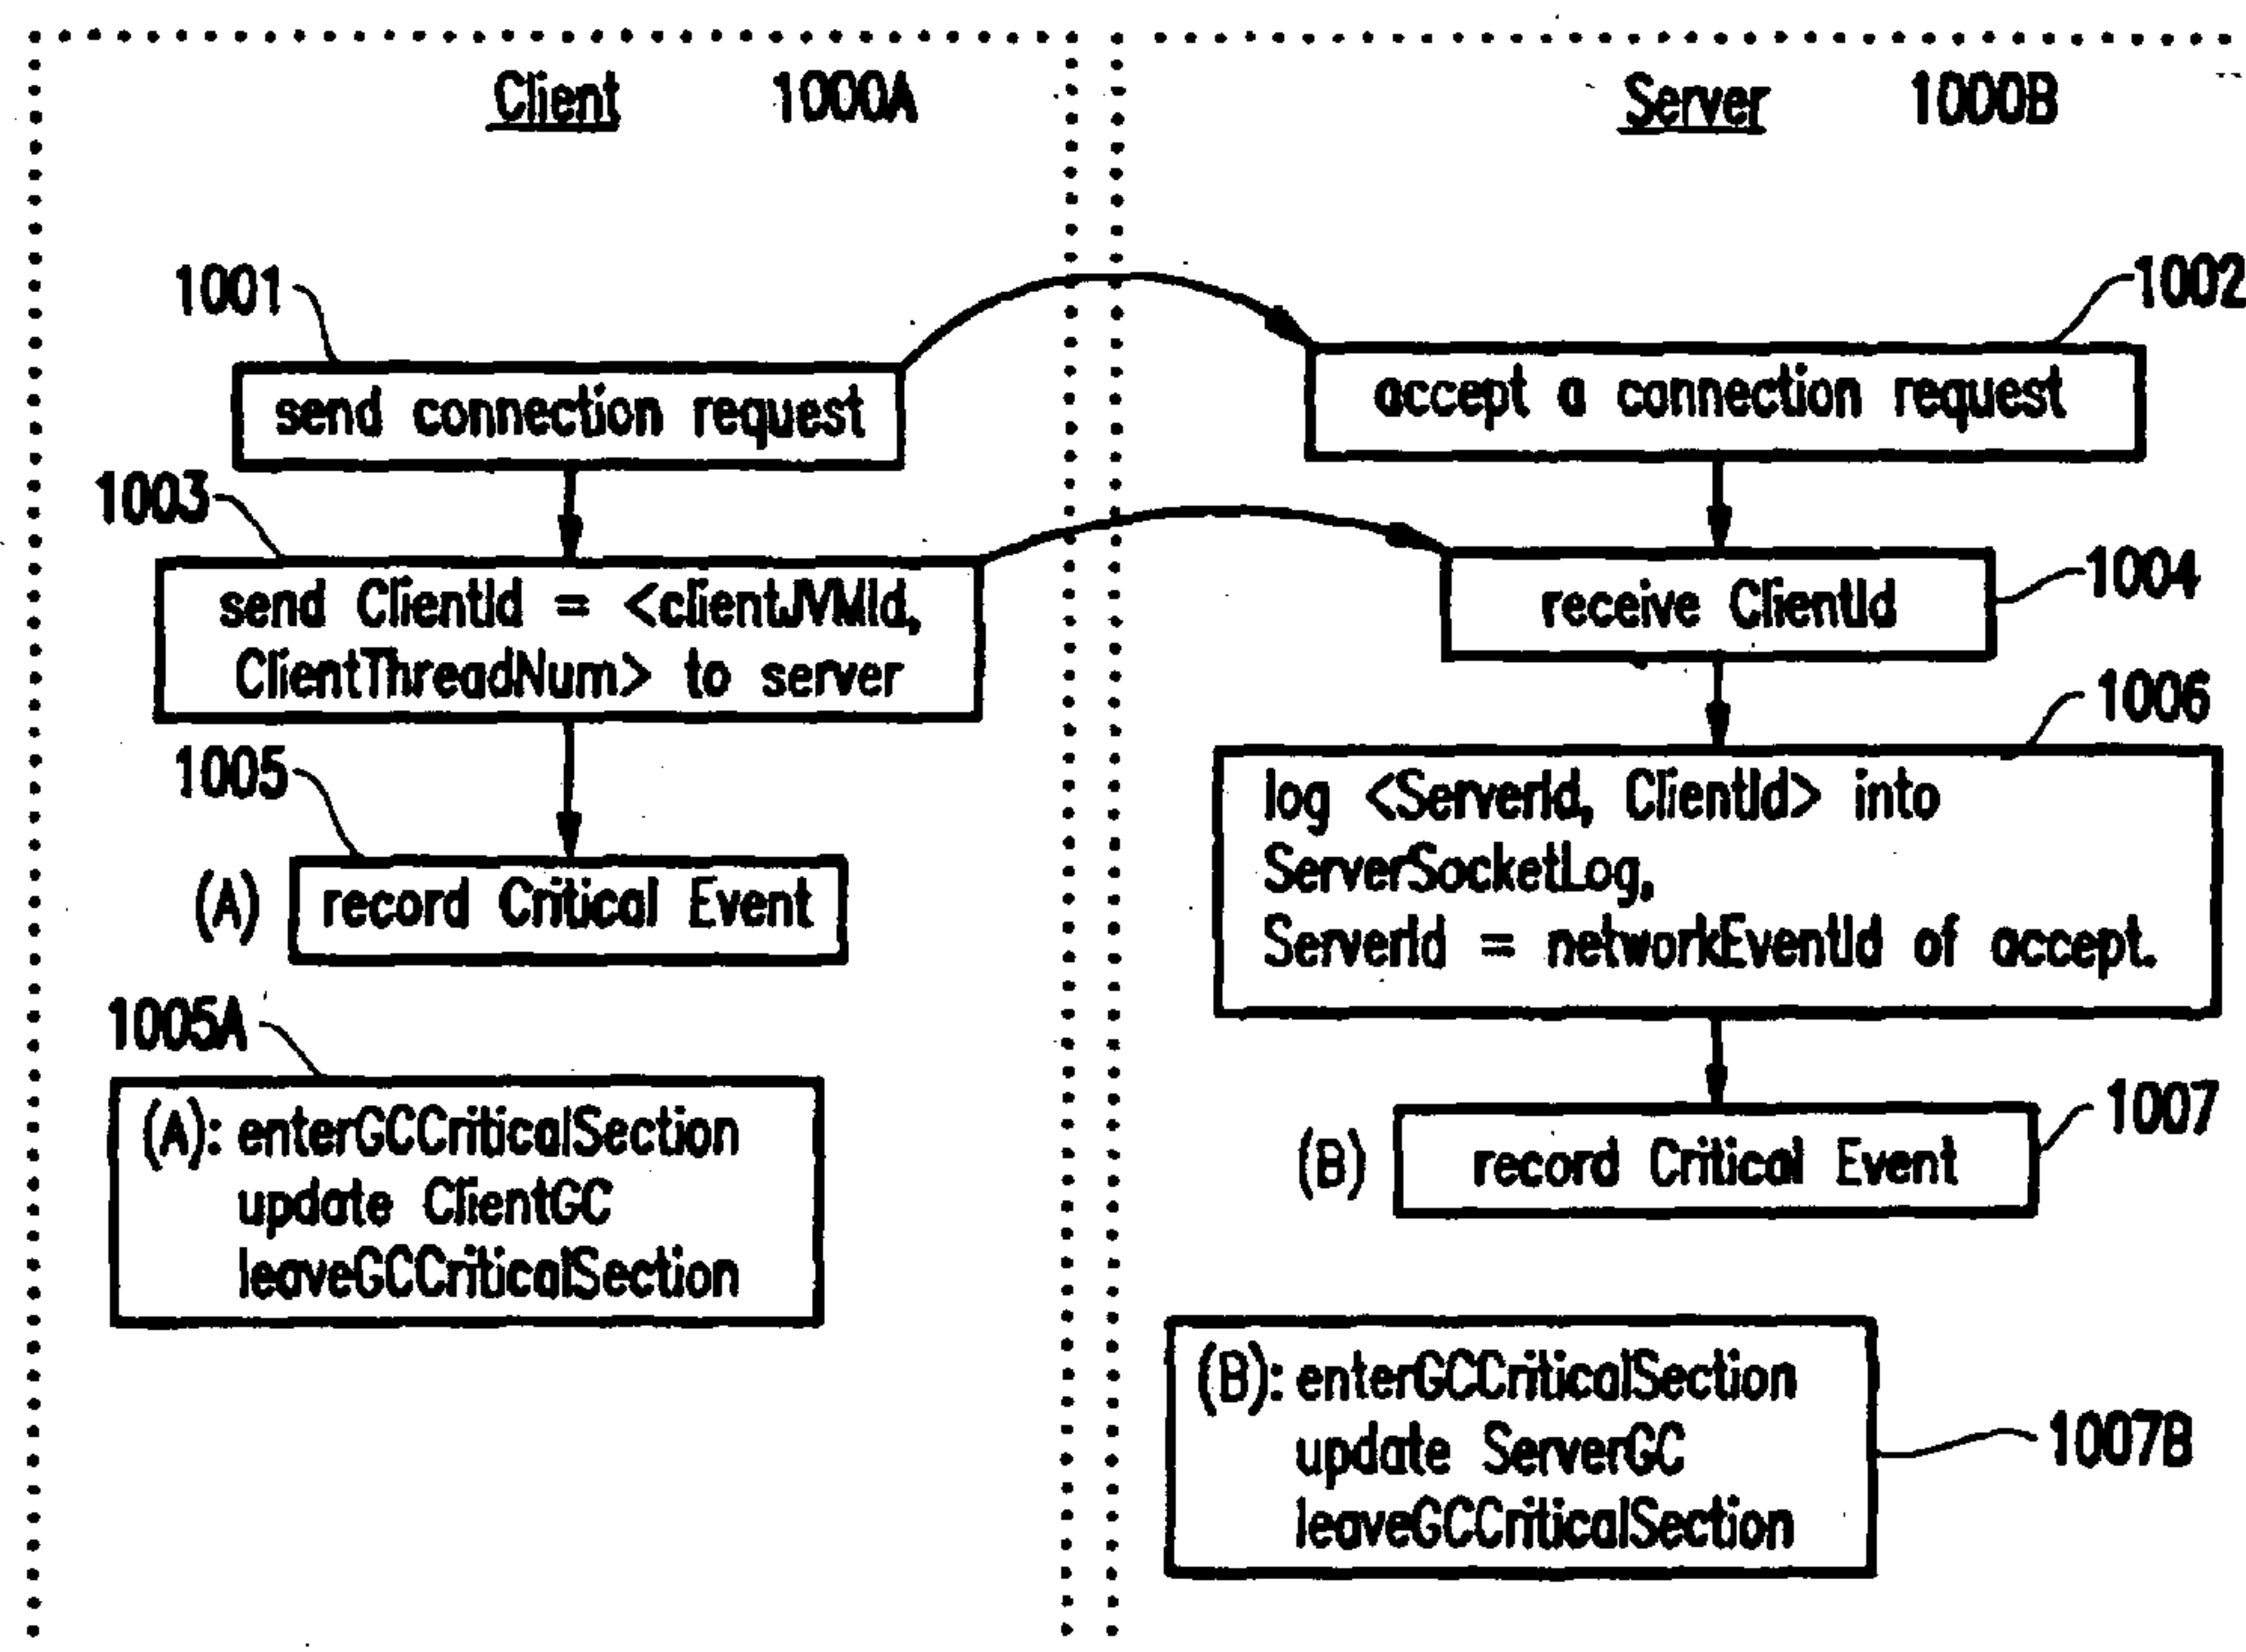 Client 1000A
1001
send connection request
1003
send ClientId = <clientJVMId,
ClientThreadNum> to server
1005
(A) record Critical Event
1005A
(A): enterGCCriticalSection
update ClientGC
leaveGCCriticalSection
Server 1000B
1002
accept a connection request
1004
receive ClientId
1006
log <ServerId, ClientId> into
ServerSocketLog,
ServerId = networkEventId of accept.
1007
(B) record Critical Event
(B): enterGCCriticalSection
update ServerGC
leaveGCCriticalSection
1007B